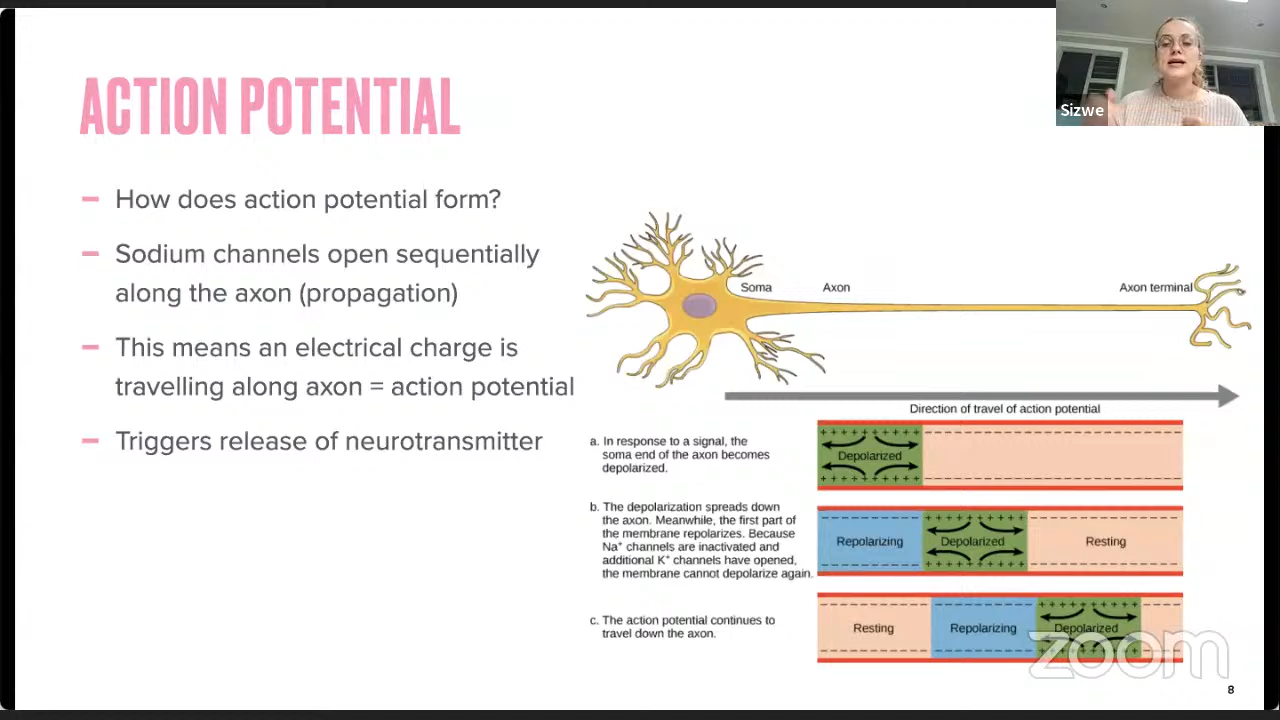 ACTION POTENTIAL
Sizwe
– How does action potential form?
– Sodium channels open sequentially
along the axon (propagation)
– This means an electrical charge is
travelling along axon = action potential
– Triggers release of neurotransmitter
Soma
Axon
Axon terminal
Direction of travel of action potential
a. In response to a signal, the
soma end of the axon becomes
depolarized.
+ + + + + + + + +
Depolarized
+ + + + + + + + +
b. The depolarization spreads down
the axon. Meanwhile, the first part of
the membrane repolarizes. Because
Na⁺ channels are inactivated and
additional K⁺ channels have opened,
the membrane cannot depolarize again.
+ + + + + + + + +
Repolarizing
Depolarized
Resting
+ + + + + + + + +
c. The action potential continues to
travel down the axon.
+ + + + + + + + +
Resting
Repolarizing
Depolarized
zoom
8